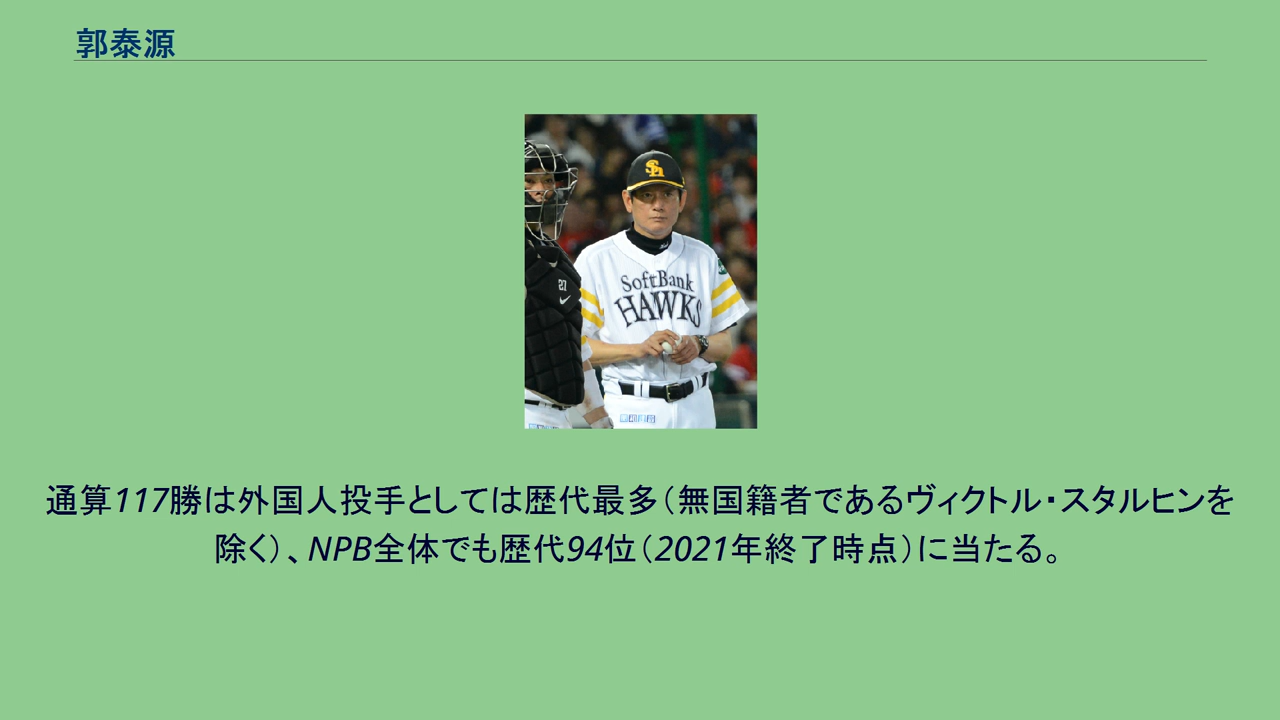 郭泰源
S H
27
SoftBank
HAWKS
通算117勝は外国人投手としては歴代最多（無国籍者であるヴィクトル・スタルヒンを
除く）、NPB全体でも歴代94位（2021年終了時点）に当たる。